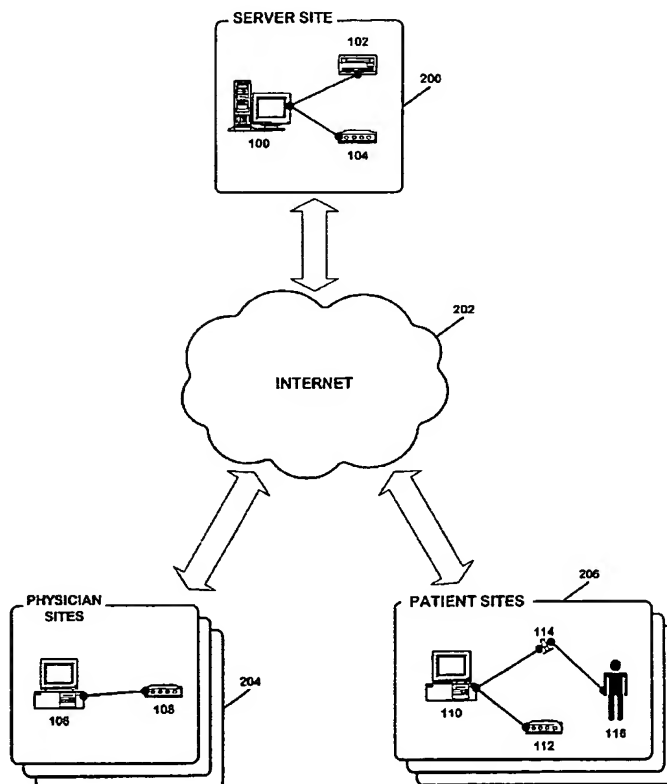 SERVER SITE
102
200
100
104
202
INTERNET
PHYSICIAN
SITES
106
108
204
PATIENT SITES
206
114
110
112
116